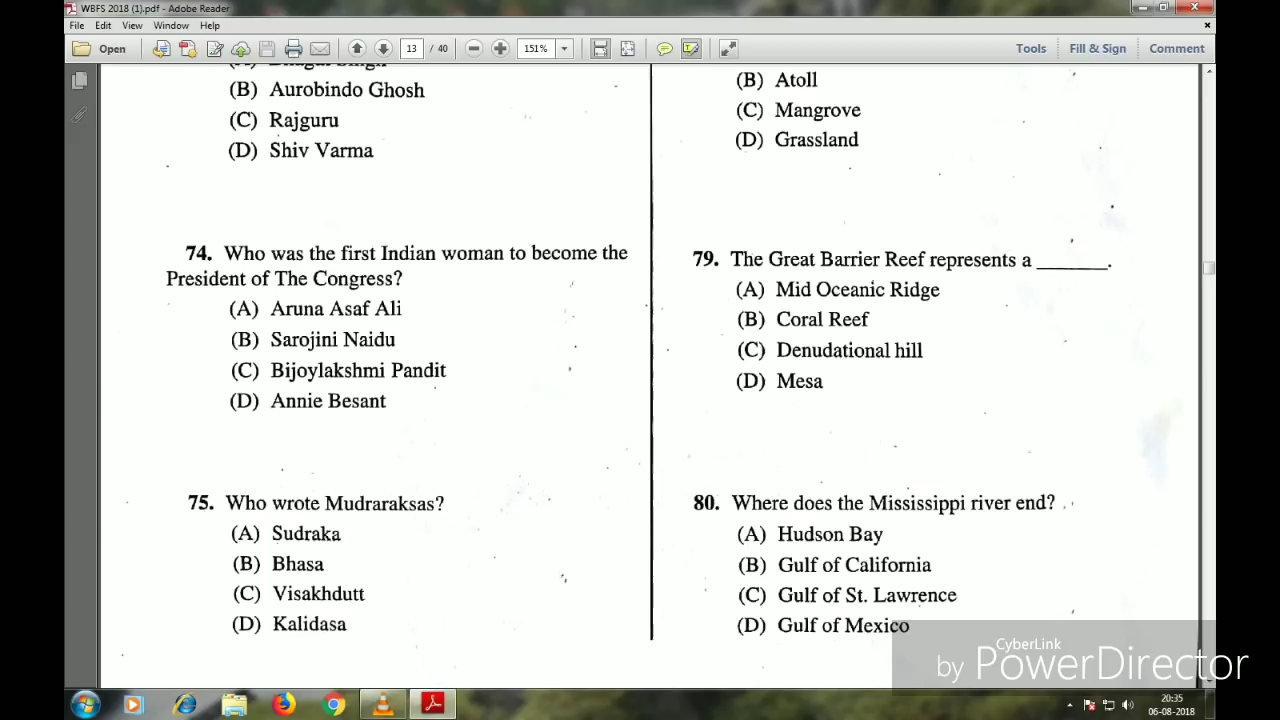 WBFS 2018 (1).pdf - Adobe Reader
File Edit View Window Help
Open 13 / 40 151% Tools Fill & Sign Comment
(B) Aurobindo Ghosh
(C) Rajguru
(D) Shiv Varma
74. Who was the first Indian woman to become the
President of The Congress?
(A) Aruna Asaf Ali
(B) Sarojini Naidu
(C) Bijoylakshmi Pandit
(D) Annie Besant
75. Who wrote Mudraraksas?
(A) Sudraka
(B) Bhasa
(C) Visakhdutt
(D) Kalidasa
(B) Atoll
(C) Mangrove
(D) Grassland
79. The Great Barrier Reef represents a _______.
(A) Mid Oceanic Ridge
(B) Coral Reef
(C) Denudational hill
(D) Mesa
80. Where does the Mississippi river end?
(A) Hudson Bay
(B) Gulf of California
(C) Gulf of St. Lawrence
(D) Gulf of Mexico
CyberLink
by PowerDirector
20:35
06-08-2018